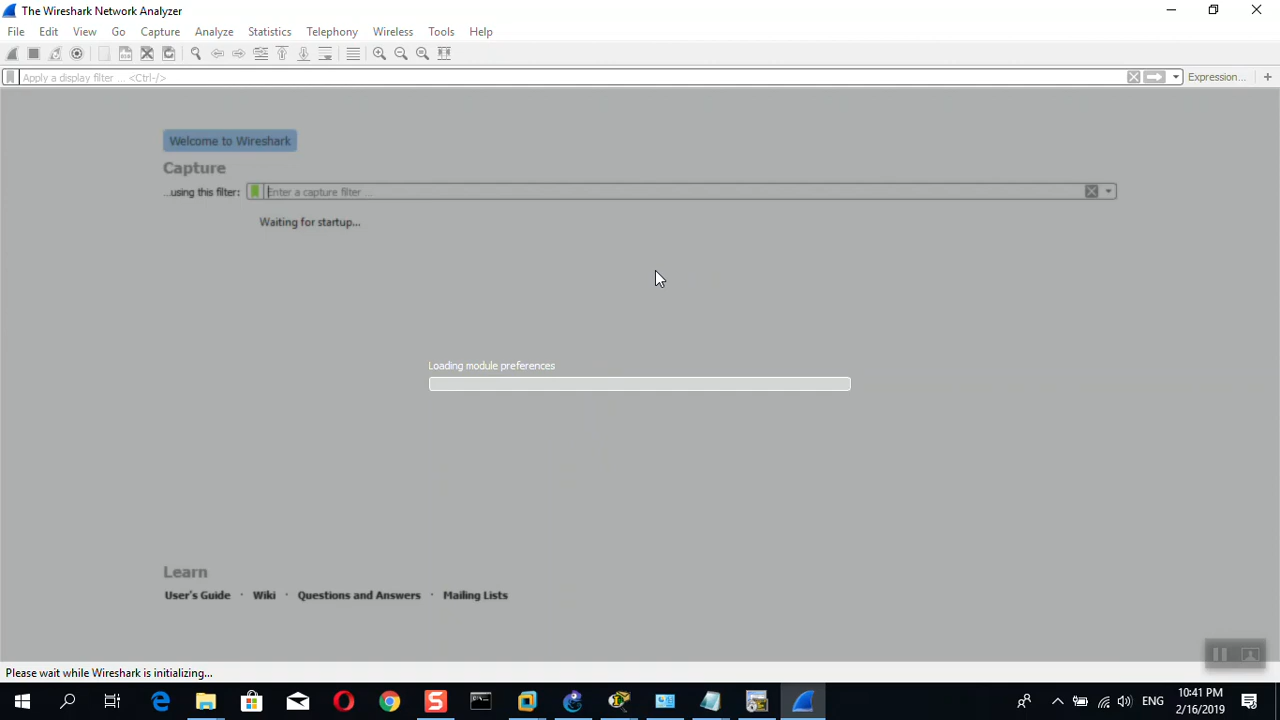 The Wireshark Network Analyzer
File Edit View Go Capture Analyze Statistics Telephony Wireless Tools Help
Apply a display filter ... <Ctrl-/>
Expression...
+
Welcome to Wireshark
Capture
...using this filter: Enter a capture filter ...
Waiting for startup...
Loading module preferences
Learn
User's Guide · Wiki · Questions and Answers · Mailing Lists
Please wait while Wireshark is initializing...
ENG
10:41 PM
2/16/2019